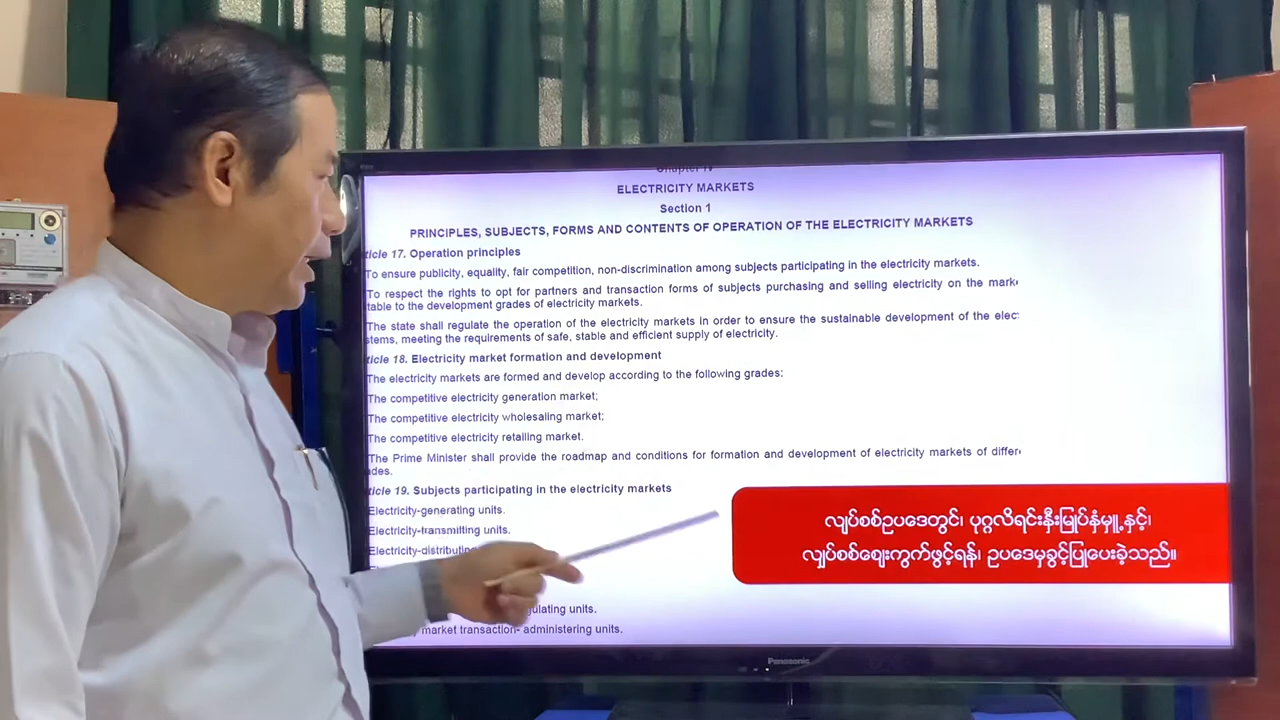 ELECTRICITY MARKETS
Section 1
PRINCIPLES, SUBJECTS, FORMS AND CONTENTS OF OPERATION OF THE ELECTRICITY MARKETS
ticle 17. Operation principles
To ensure publicity, equality, fair competition, non-discrimination among subjects participating in the electricity markets.
To respect the rights to opt for partners and transaction forms of subjects purchasing and selling electricity on the mark
table to the development grades of electricity markets.
The state shall regulate the operation of the electricity markets in order to ensure the sustainable development of the elec
stems, meeting the requirements of safe, stable and efficient supply of electricity.
ticle 18. Electricity market formation and development
The electricity markets are formed and develop according to the following grades:
The competitive electricity generation market;
The competitive electricity wholesaling market;
The competitive electricity retailing market.
The Prime Minister shall provide the roadmap and conditions for formation and development of electricity markets of differ
ades.
ticle 19. Subjects participating in the electricity markets
Electricity-generating units.
Electricity-transmitting units.
Electricity-distributing
လျပ်စစ်ဥပဒေတွင်၊ ပုဂ္ဂလိရင်းနှီးမြုပ်နှံမှူ့နှင့်၊
လျှပ်စစ်ဈေးကွက်ဖွင့်ရန်၊ ဥပဒေမှခွင့်ပြုပေးခဲ့သည်။
ulating units.
market transaction- administering units.
Panasonic